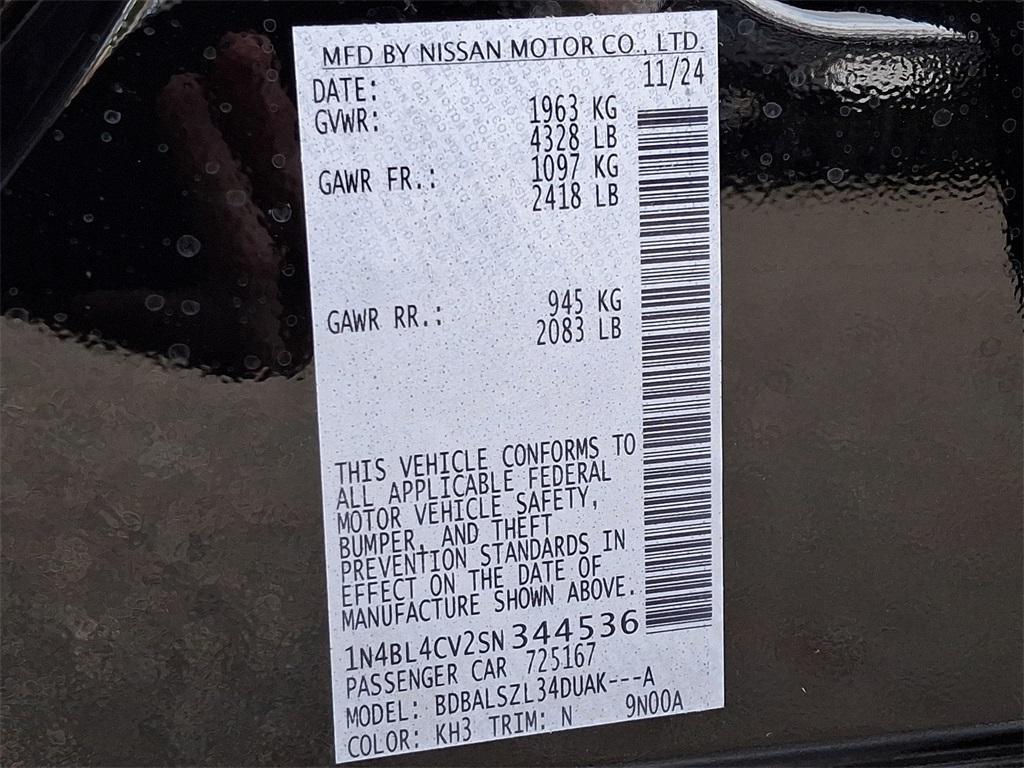 MFD BY NISSAN MOTOR CO., LTD.
DATE: 11/24
GVWR: 1963 KG
4328 LB
GAWR FR.: 1097 KG
2418 LB
GAWR RR.: 945 KG
2083 LB
THIS VEHICLE CONFORMS TO
ALL APPLICABLE FEDERAL
MOTOR VEHICLE SAFETY,
BUMPER, AND THEFT
PREVENTION STANDARDS IN
EFFECT ON THE DATE OF
MANUFACTURE SHOWN ABOVE.
1N4BL4CV2SN344536
PASSENGER CAR 725167
MODEL: BDBALSZL34DUAK---A
COLOR: KH3 TRIM: N 9N00A